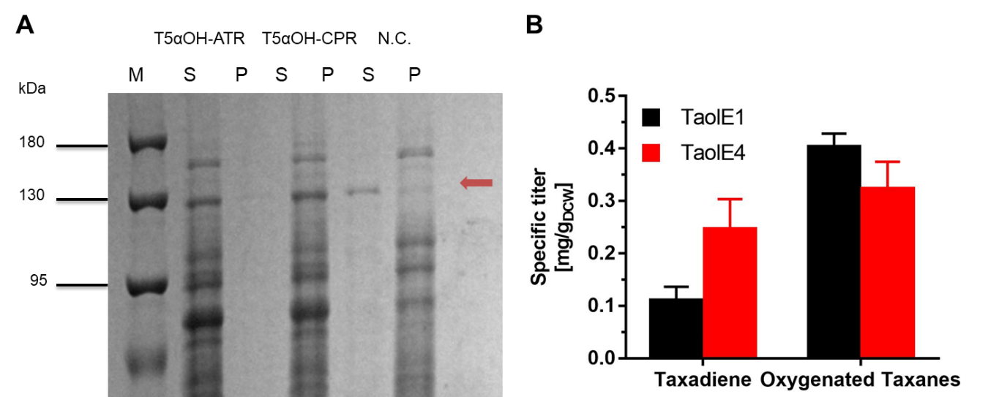 A
T5αOH-ATR T5αOH-CPR N.C.
M S P S P S P
kDa
180
130
95
B
0.5
0.4
0.3
0.2
0.1
0.0
Specific titer
[mg/gDCW]
TaolE1
TaolE4
Taxadiene Oxygenated Taxanes